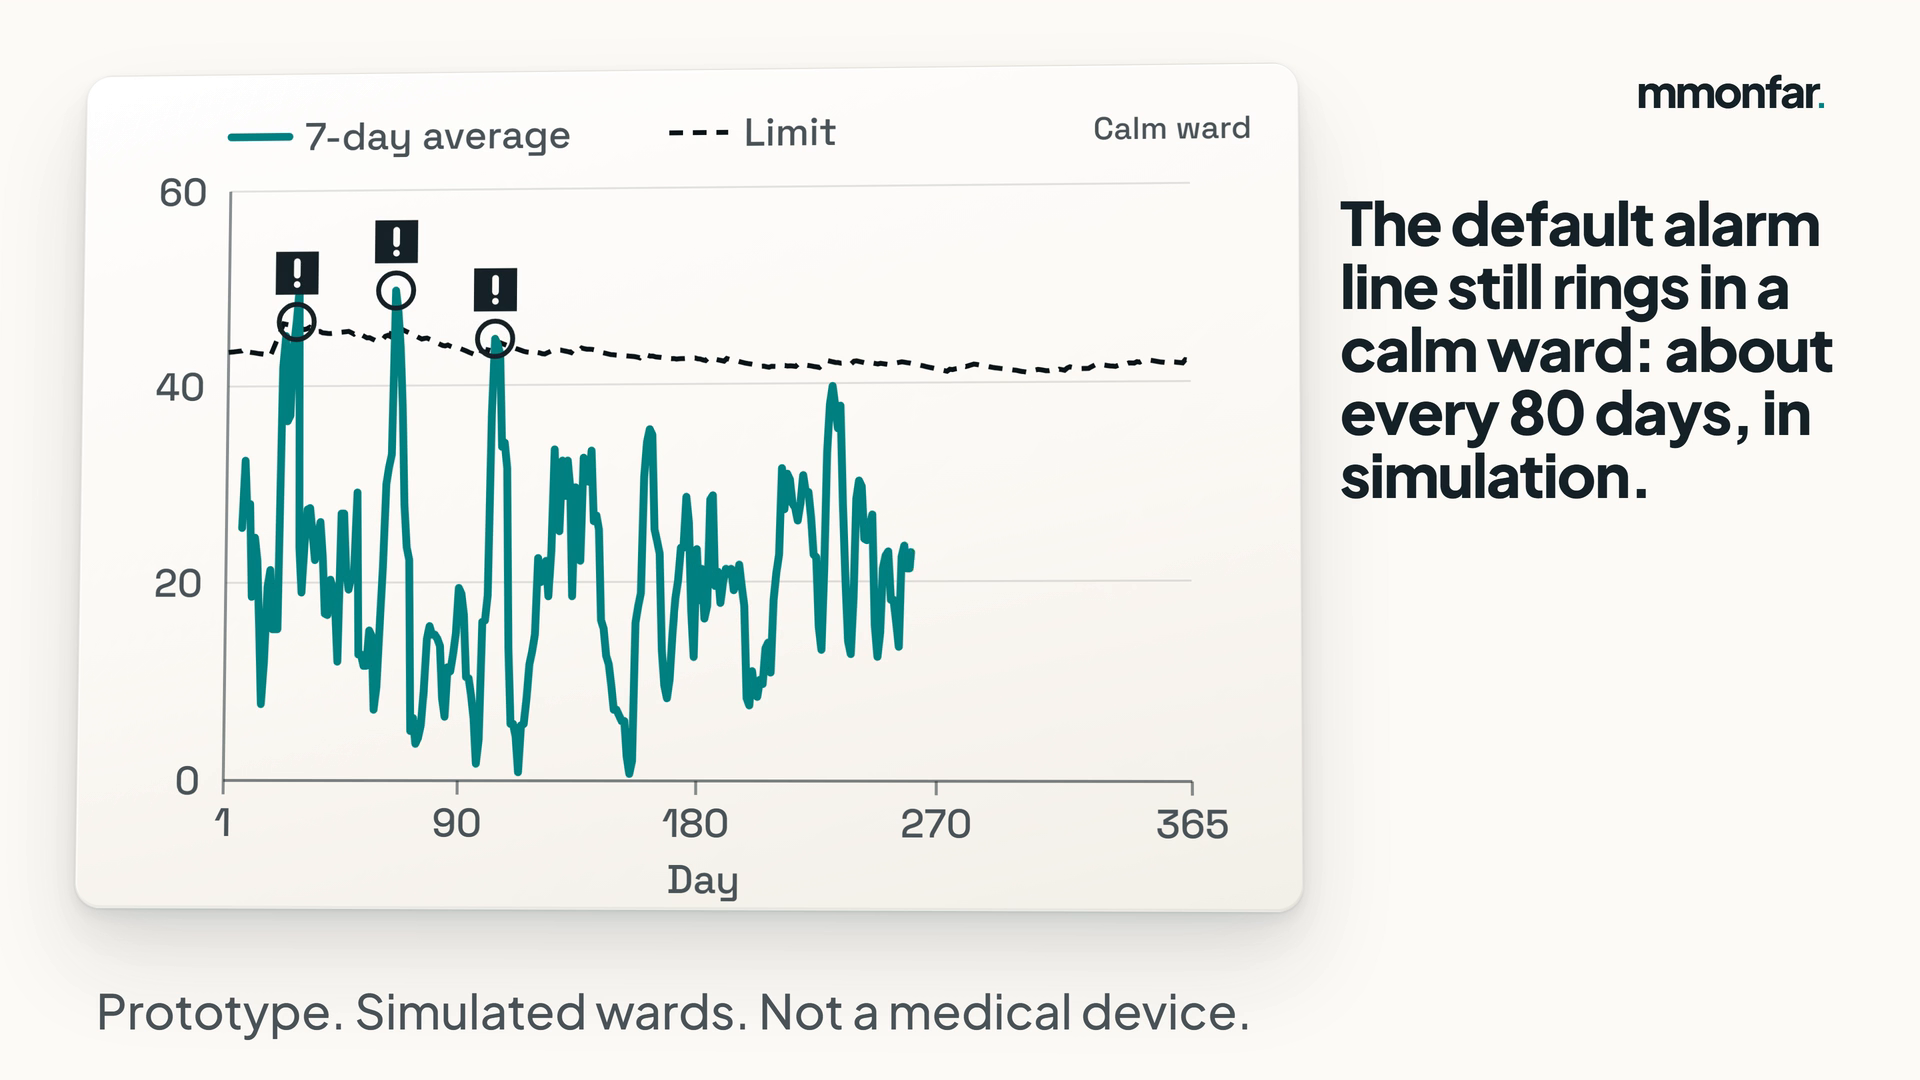 mmonfar.
7-day average
Limit
Calm ward
60
40
20
0
!
!
!
1
90
180
270
365
Day
The default alarm
line still rings in a
calm ward: about
every 80 days, in
simulation.
Prototype. Simulated wards. Not a medical device.